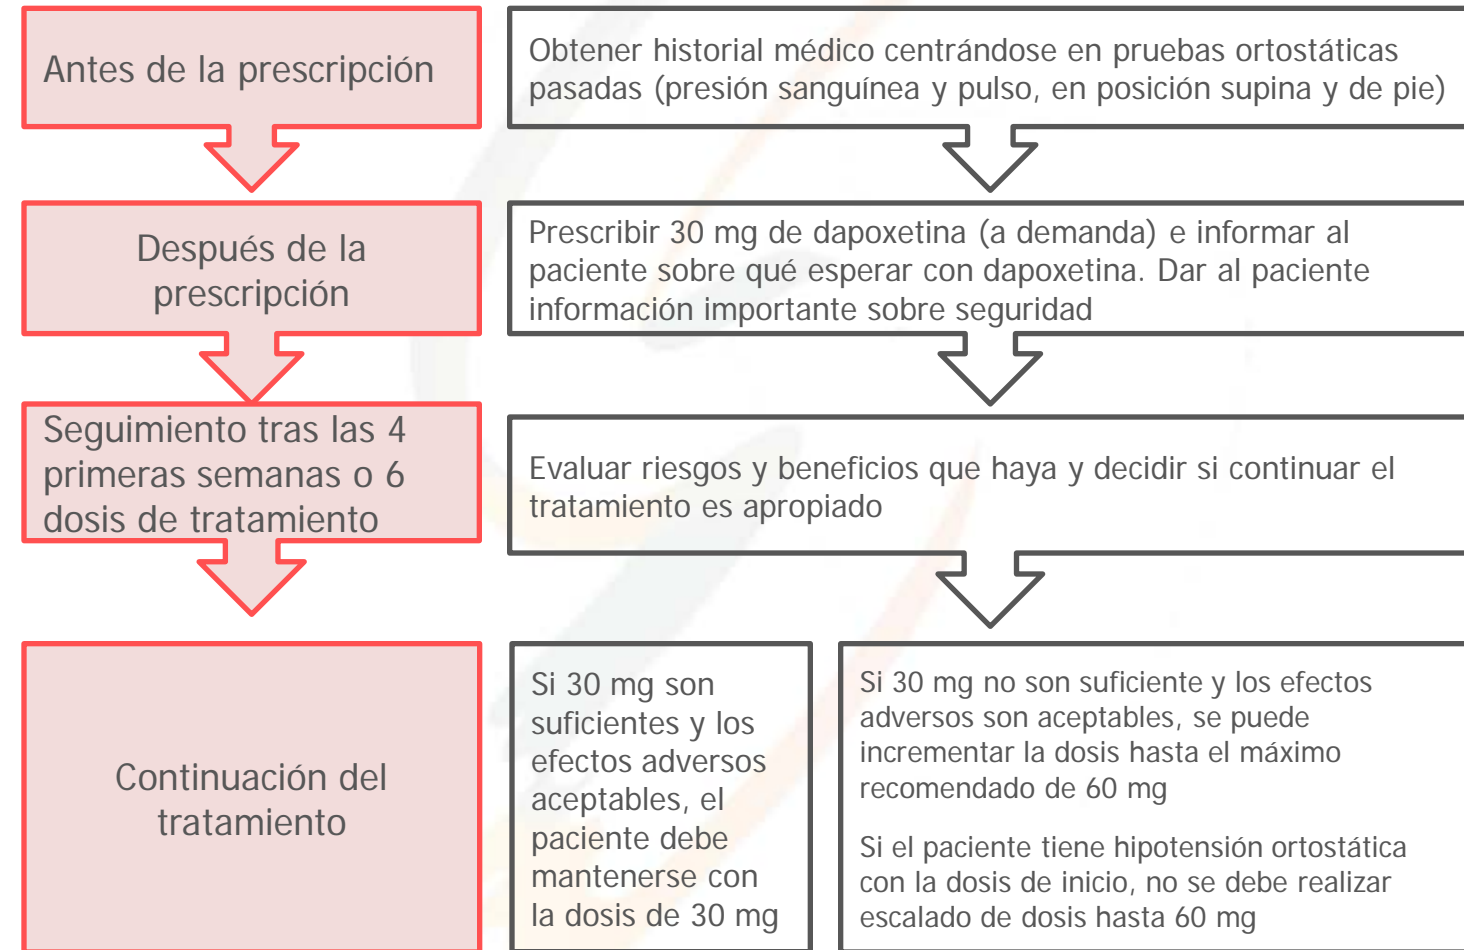 Antes de la prescripción
Obtener historial médico centrándose en pruebas ortostáticas
pasadas (presión sanguínea y pulso, en posición supina y de pie)
Después de la
prescripción
Prescribir 30 mg de dapoxetina (a demanda) e informar al
paciente sobre qué esperar con dapoxetina. Dar al paciente
información importante sobre seguridad
Seguimiento tras las 4
primeras semanas o 6
dosis de tratamiento
Evaluar riesgos y beneficios que haya y decidir si continuar el
tratamiento es apropiado
Continuación del
tratamiento
Si 30 mg son
suficientes y los
efectos adversos
aceptables, el
paciente debe
mantenerse con
la dosis de 30 mg
Si 30 mg no son suficiente y los efectos
adversos son aceptables, se puede
incrementar la dosis hasta el máximo
recomendado de 60 mg
Si el paciente tiene hipotensión ortostática
con la dosis de inicio, no se debe realizar
escalado de dosis hasta 60 mg